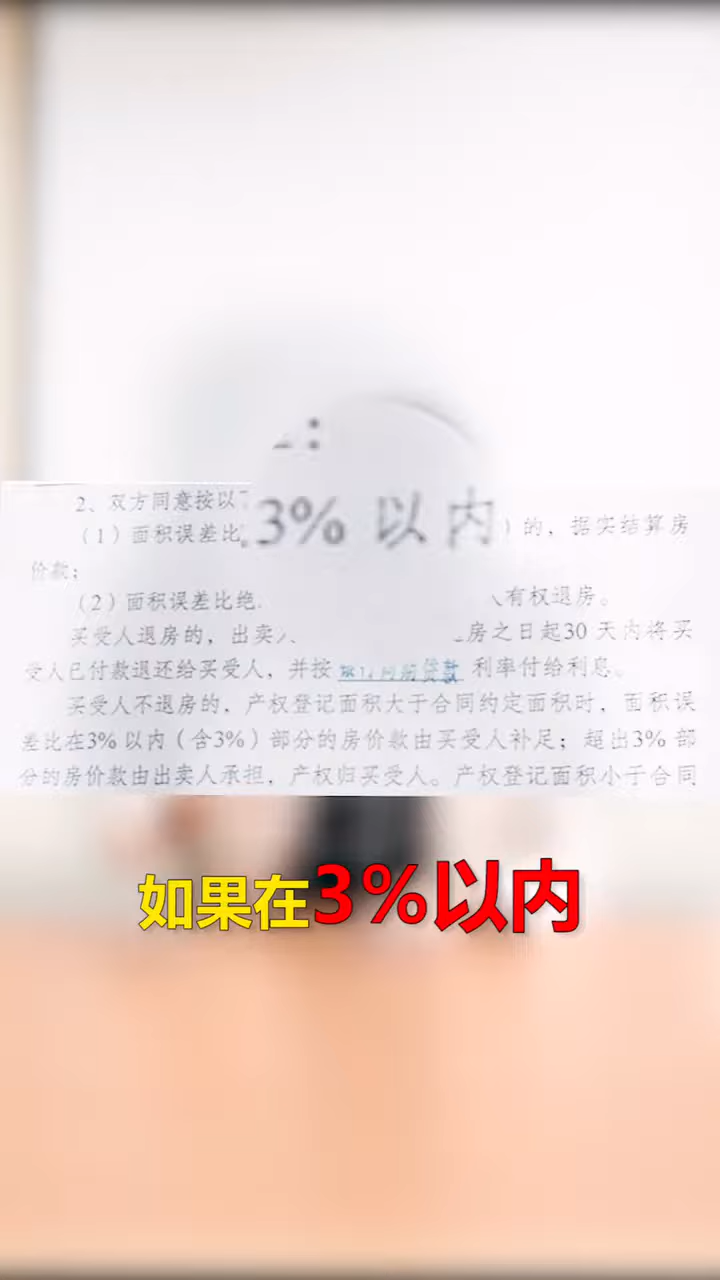 2、双方同意按以
（1）面积误差比 3% 以内 ）的，据实结算房
价款；
（2）面积误差比绝 人有权退房。
买受人退房的，出卖人 房之日起30 天内将买
受人已付款退还给买受人，并按 利率付给利息。
买受人不退房的，产权登记面积大于合同约定面积时，面积误
差比在3% 以内（含3%）部分的房价款由买受人补足；超出3% 部
分的房价款由出卖人承担，产权归买受人。产权登记面积小于合同
如果在3%以内